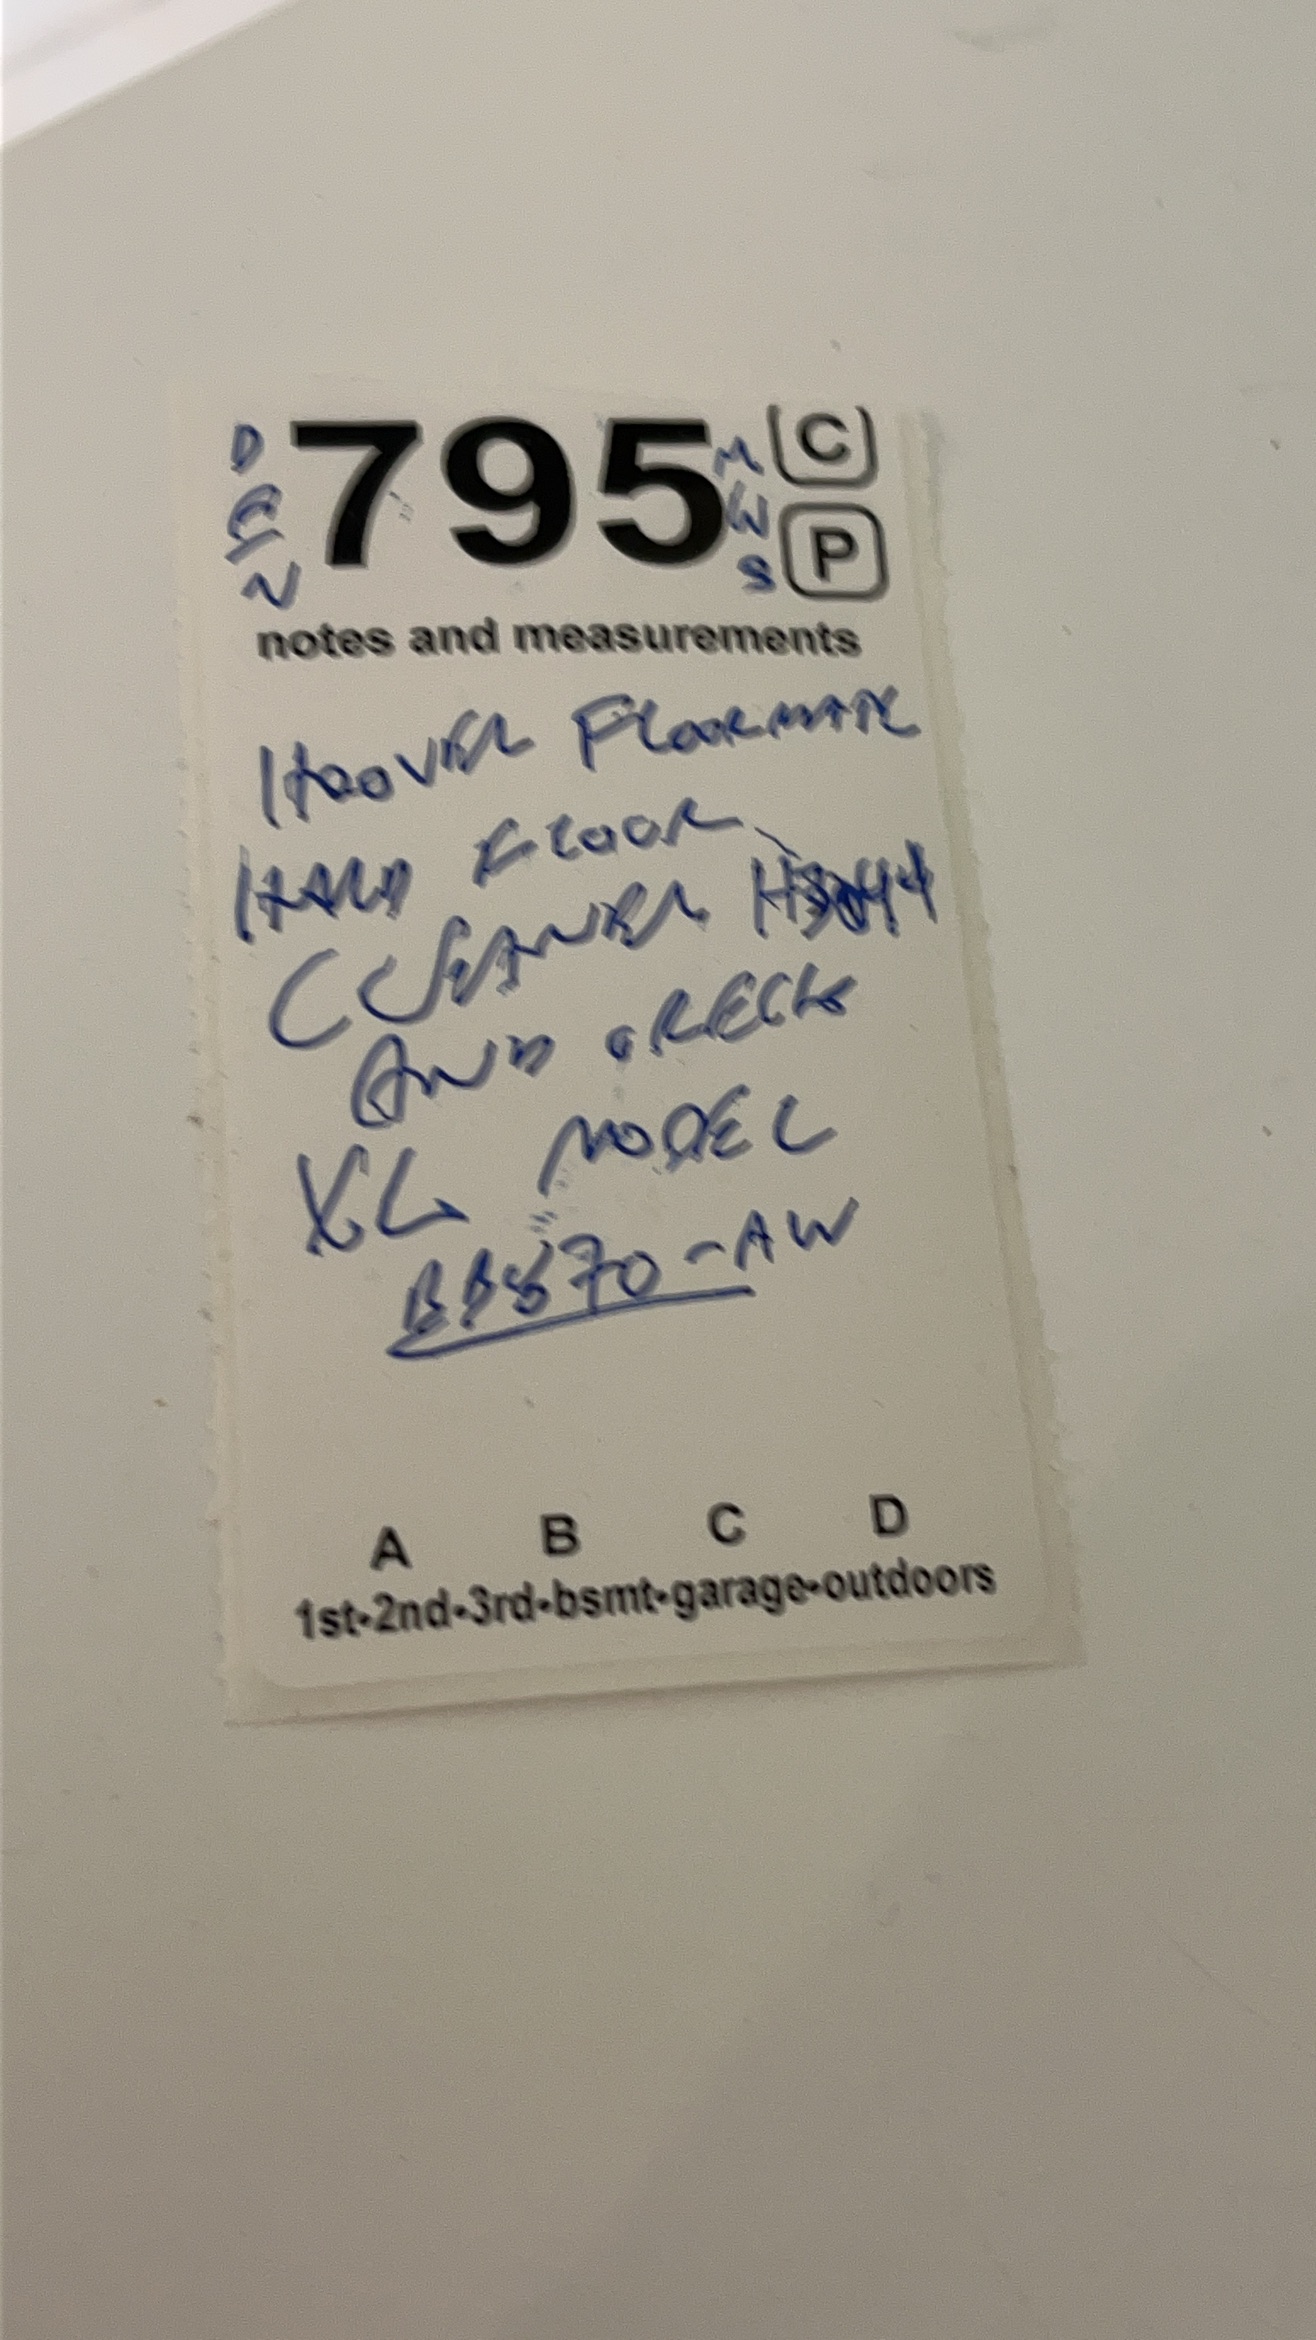 D 795 M C
E W P
N S
notes and measurements
HOOVER FLOORMATE
HARD FLOOR
CLEANER
AND ORECK
XL MODEL
BB870-AW
A B C D
1st•2nd•3rd•bsmt•garage•outdoors